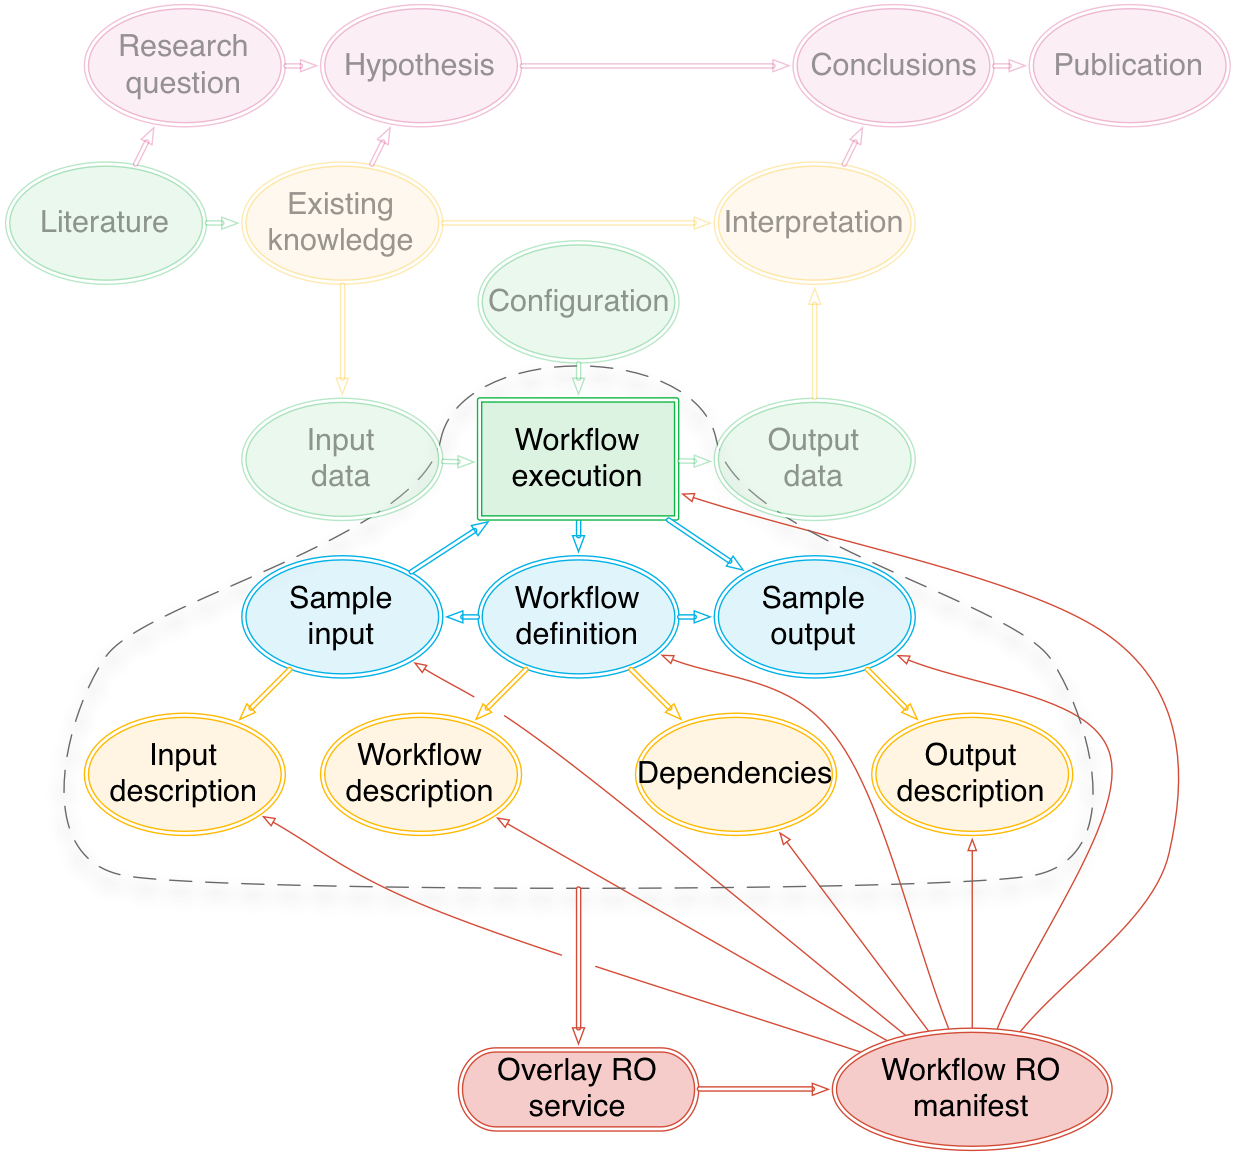 Research
question
Hypothesis
Conclusions
Publication
Literature
Existing
knowledge
Interpretation
Configuration
Input
data
Workflow
execution
Output
data
Sample
input
Workflow
definition
Sample
output
Input
description
Workflow
description
Dependencies
Output
description
Overlay RO
service
Workflow RO
manifest